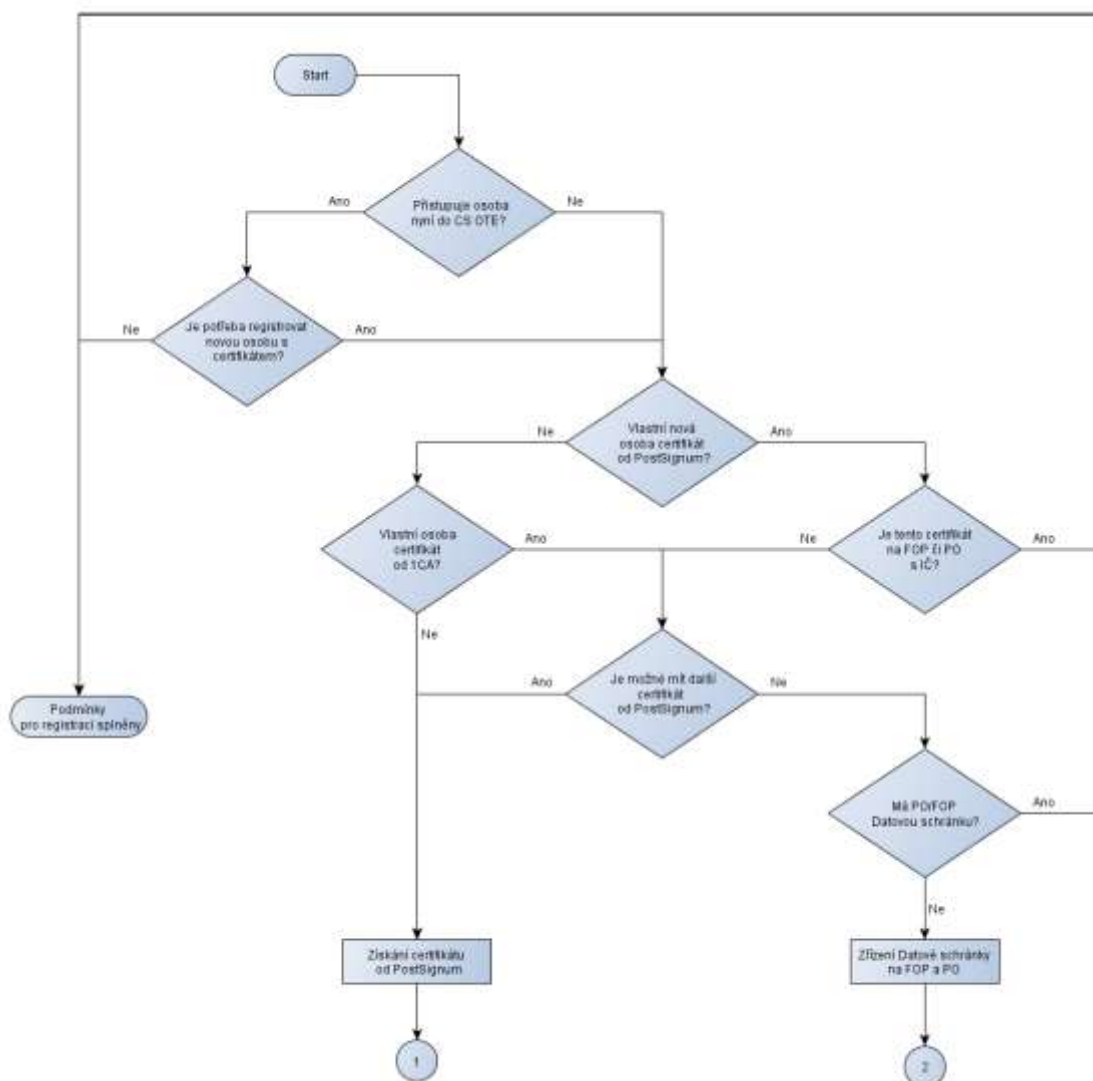 Start
Přistupuje osoba
nyní do CS OTE?
Ano
Ne
Je potřeba registrovat
novou osobu s
certifikátem?
Ne
Ano
Vlastní nová
osoba certifikát
od PostSignum?
Ne
Ano
Vlastní osoba
certifikát
od 1CA?
Ano
Ne
Je tento certifikát
na FOP či PO
s IČ?
Ne
Ano
Je možné mít další
certifikát
od PostSignum?
Ano
Ne
Podmínky
pro registraci splněny
Má PO/FOP
Datovou schránku?
Ano
Ne
Získání certifikátu
od PostSignum
Zřízení Datové schránky
na FOP a PO
1
2